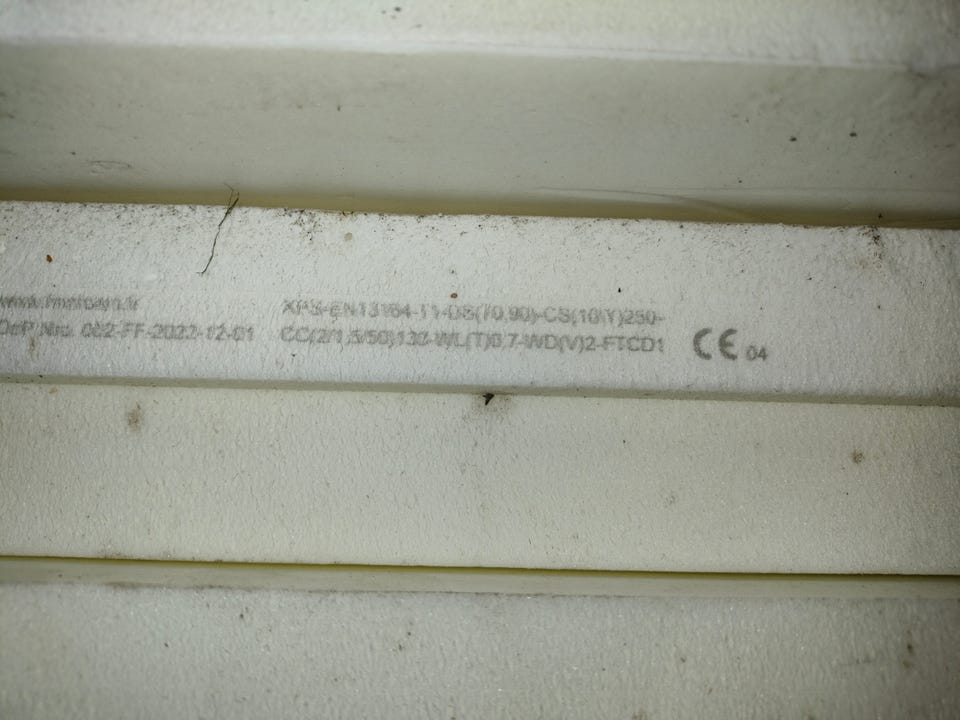 XPS-EN13164-T1-DS(70,90)-CS(10\Y)250-
DoP Nro. 002-FF-2022-12-01 CC(2/1,5/50)130-WL(T)0,7-WD(V)2-FTCD1 CE 04